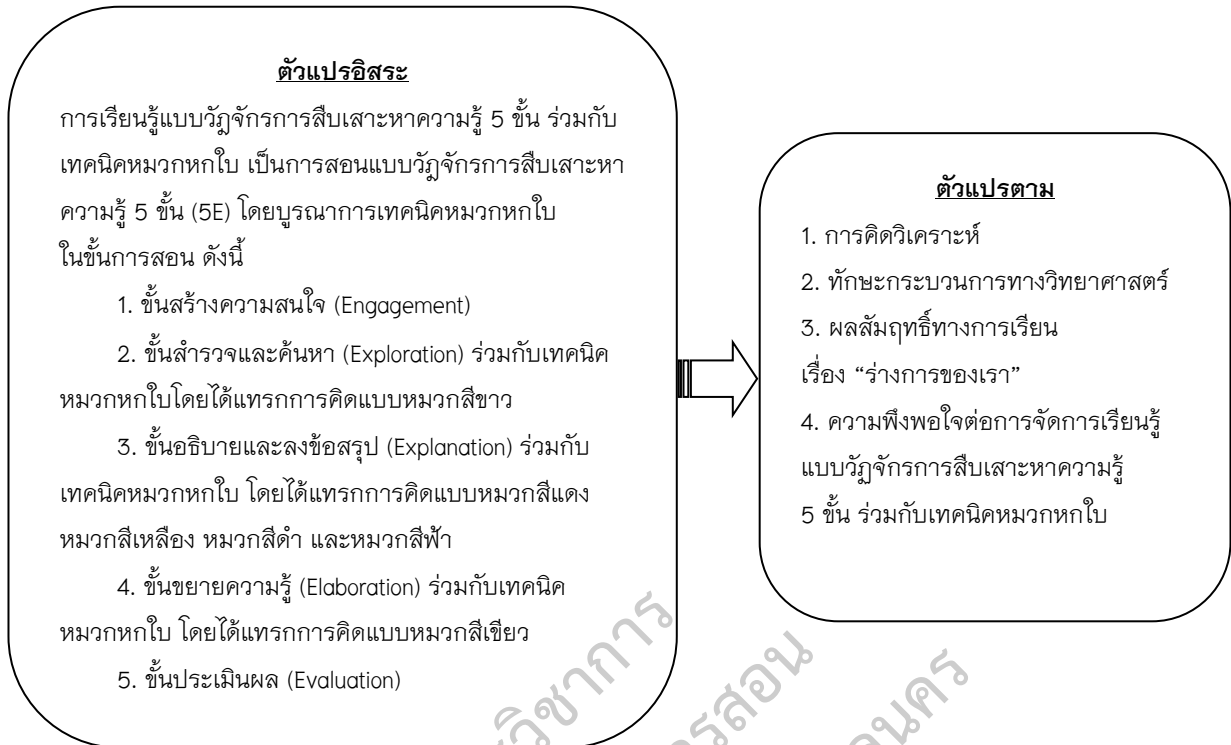 ตัวแปรอิสระ
การเรียนรู้แบบวัฏจักรการสืบเสาะหาความรู้ 5 ขั้น ร่วมกับ
เทคนิคหมวกหกใบ เป็นการสอนแบบวัฏจักรการสืบเสาะหา
ความรู้ 5 ขั้น (5E) โดยบูรณาการเทคนิคหมวกหกใบ
ในขั้นการสอน ดังนี้
1. ขั้นสร้างความสนใจ (Engagement)
2. ขั้นสำรวจและค้นหา (Exploration) ร่วมกับเทคนิค
หมวกหกใบโดยได้แทรกการคิดแบบหมวกสีขาว
3. ขั้นอธิบายและลงข้อสรุป (Explanation) ร่วมกับ
เทคนิคหมวกหกใบ โดยได้แทรกการคิดแบบหมวกสีแดง
หมวกสีเหลือง หมวกสีดำ และหมวกสีฟ้า
4. ขั้นขยายความรู้ (Elaboration) ร่วมกับเทคนิค
หมวกหกใบ โดยได้แทรกการคิดแบบหมวกสีเขียว
5. ขั้นประเมินผล (Evaluation)
ตัวแปรตาม
1. การคิดวิเคราะห์
2. ทักษะกระบวนการทางวิทยาศาสตร์
3. ผลสัมฤทธิ์ทางการเรียน
เรื่อง “ร่างการของเรา”
4. ความพึงพอใจต่อการจัดการเรียนรู้
แบบวัฏจักรการสืบเสาะหาความรู้
5 ขั้น ร่วมกับเทคนิคหมวกหกใบ
วิชาการ